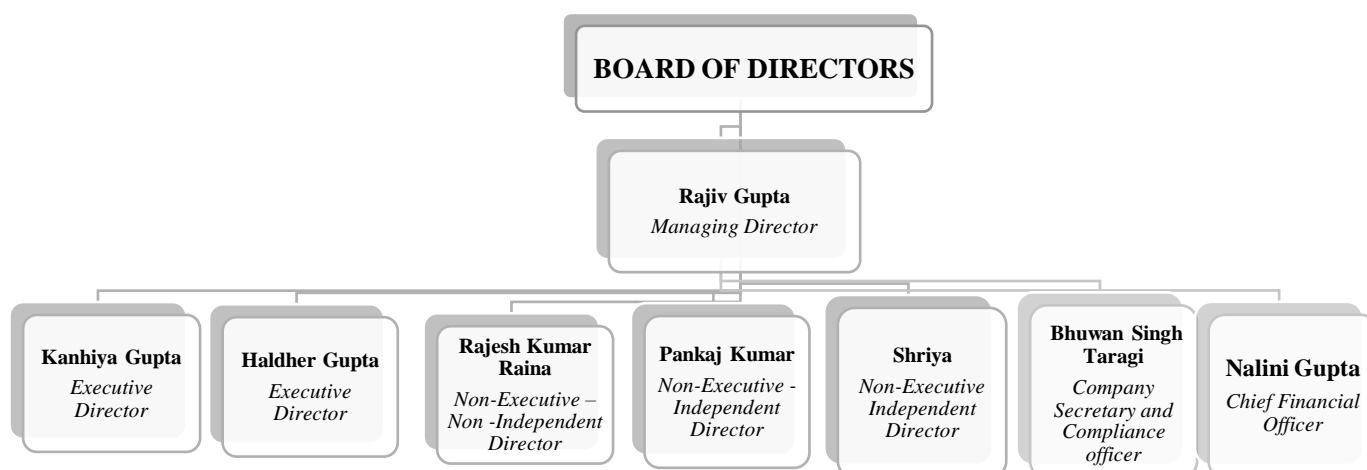 BOARD OF DIRECTORS
Rajiv Gupta
Managing Director
Kanhiya Gupta
Executive
Director
Haldher Gupta
Executive
Director
Rajesh Kumar
Raina
Non-Executive –
Non -Independent
Director
Pankaj Kumar
Non-Executive -
Independent
Director
Shriya
Non-Executive
Independent
Director
Bhuwan Singh
Taragi
Company
Secretary and
Compliance
officer
Nalini Gupta
Chief Financial
Officer